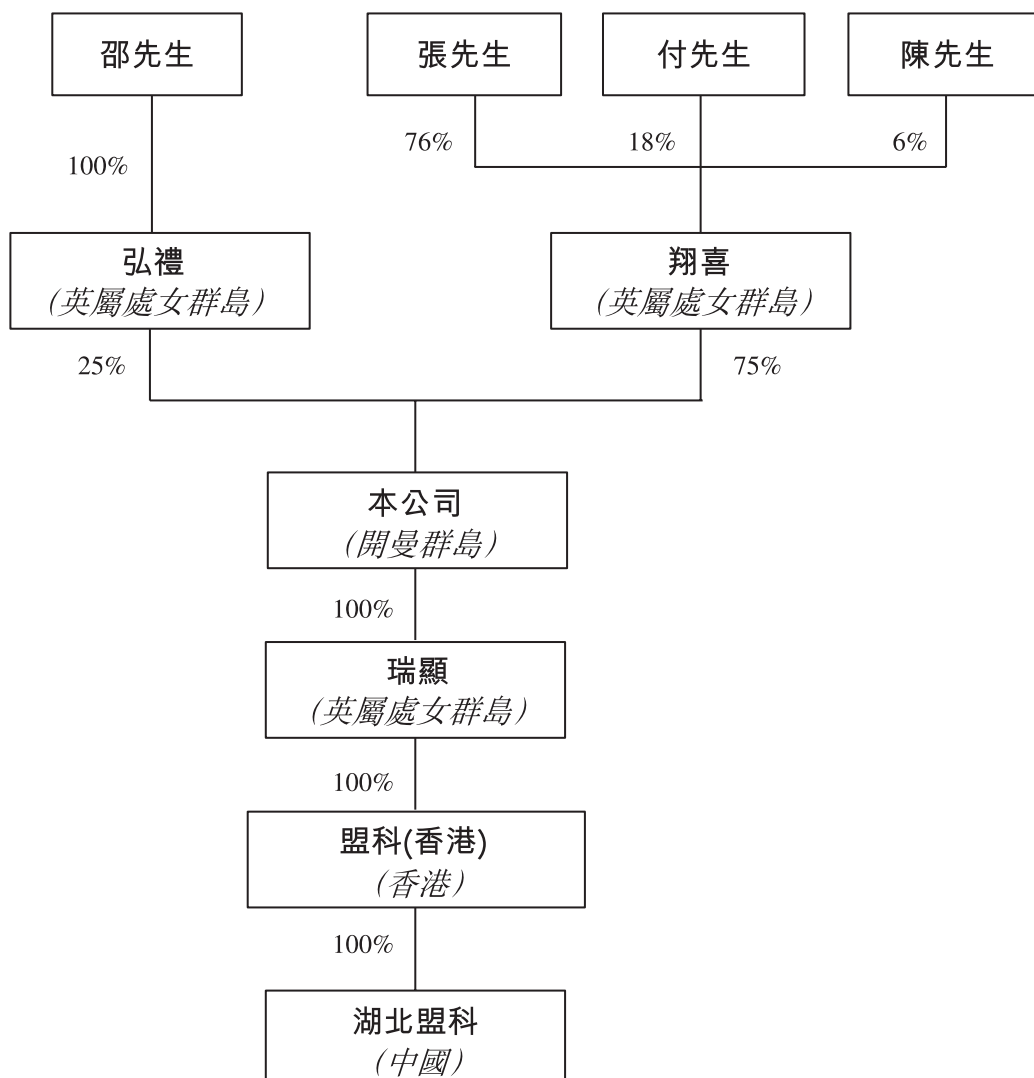 邵先生
張先生
付先生
陳先生
100%
76%
18%
6%
弘禮
(英屬處女群島)
翔喜
(英屬處女群島)
25%
75%
本公司
(開曼群島)
100%
瑞顯
(英屬處女群島)
100%
盟科(香港)
(香港)
100%
湖北盟科
(中國)